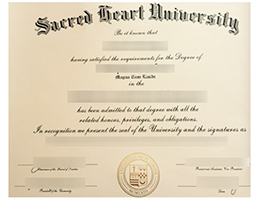 Sacred Heart University
Be it known that
having satisfied the requirements for the Degree of
Magna Cum Laude
in the
has been admitted to that degree with all the
related honors, privileges, and obligations.
In recognition we present the seal of the University and the signatures as